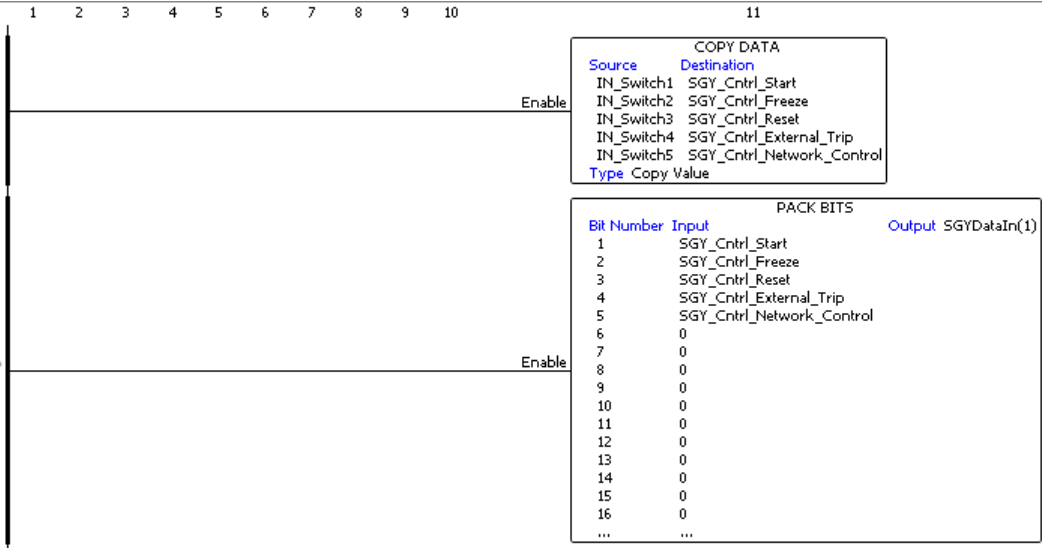 1 2 3 4 5 6 7 8 9 10 11
COPY DATA
Source Destination
IN_Switch1 SGY_Cntrl_Start
Enable IN_Switch2 SGY_Cntrl_Freeze
IN_Switch3 SGY_Cntrl_Reset
IN_Switch4 SGY_Cntrl_External_Trip
IN_Switch5 SGY_Cntrl_Network_Control
Type Copy Value
PACK BITS
Bit Number Input Output SGYDataIn(1)
1 SGY_Cntrl_Start
2 SGY_Cntrl_Freeze
3 SGY_Cntrl_Reset
4 SGY_Cntrl_External_Trip
5 SGY_Cntrl_Network_Control
6 0
7 0
Enable 8 0
9 0
10 0
11 0
12 0
13 0
14 0
15 0
16 0
... ...